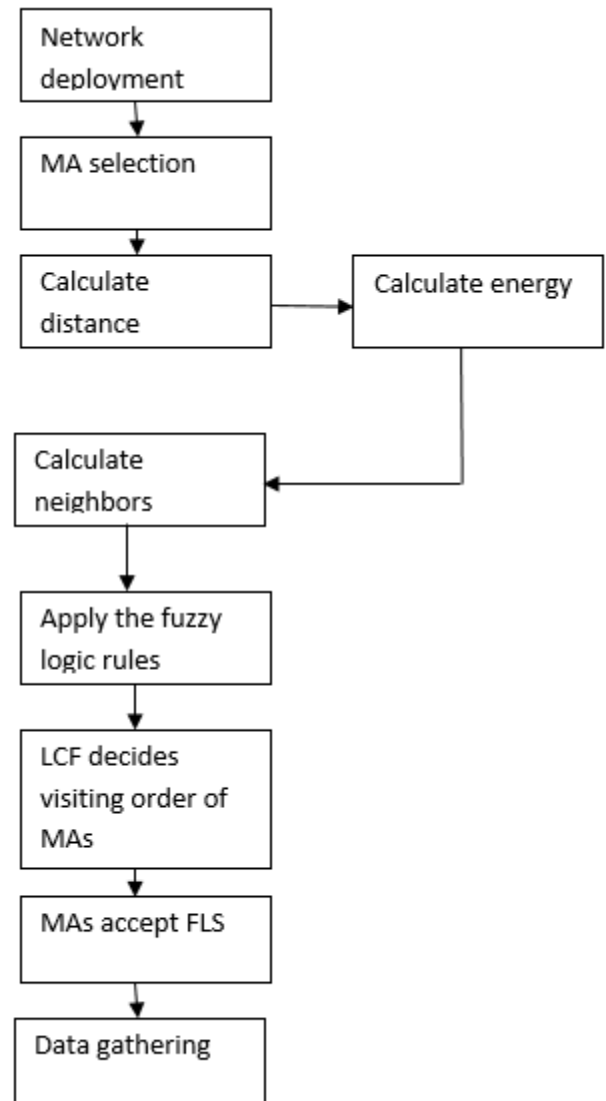 Network
deployment
MA selection
Calculate
distance
Calculate energy
Calculate
neighbors
Apply the fuzzy
logic rules
LCF decides
visiting order of
MAs
MAs accept FLS
Data gathering